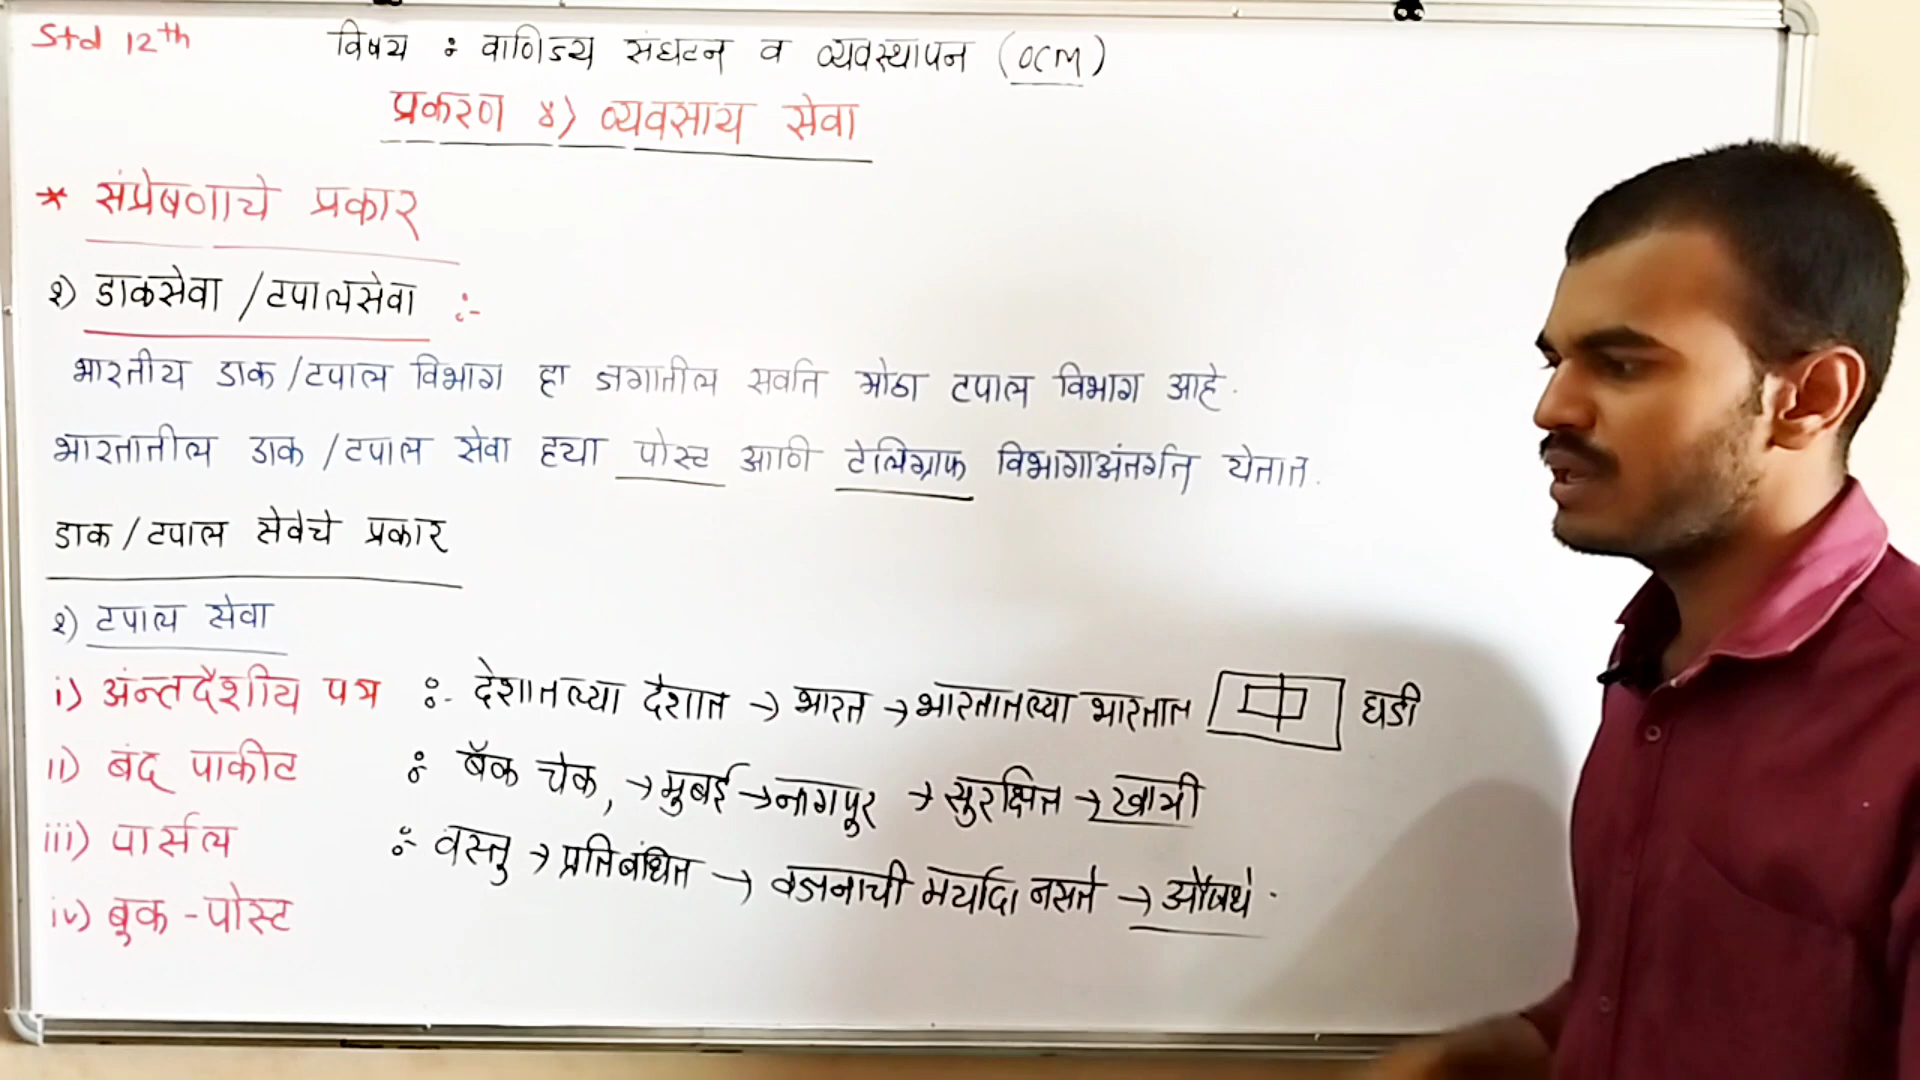 Std 12th
विषय : वाणिज्य संघटन व व्यवस्थापन (OCM)
प्रकरण ४) व्यवसाय सेवा
* संप्रेषणाचे प्रकार
१) डाकसेवा / टपालसेवा :-
भारतीय डाक / टपाल विभाग हा जगातील सर्वात मोठा टपाल विभाग आहे.
भारतातील डाक / टपाल सेवा हया पोस्ट आणि टेलिग्राफ विभागाअंतर्गत येतात.
डाक / टपाल सेवेचे प्रकार
१) टपाल सेवा
i) अंन्तर्देशीय पत्र :- देशातल्या देशात → भारत → भारतातल्या भारतात घडी
ii) बंद पाकीट : बँक चेक, → मुबई → नागपूर → सुरक्षित → खात्री
iii) पार्सल :- वस्तु → प्रतिबंधित → वजनाची मर्यादा नसते → औषधे.
iv) बुक - पोस्ट